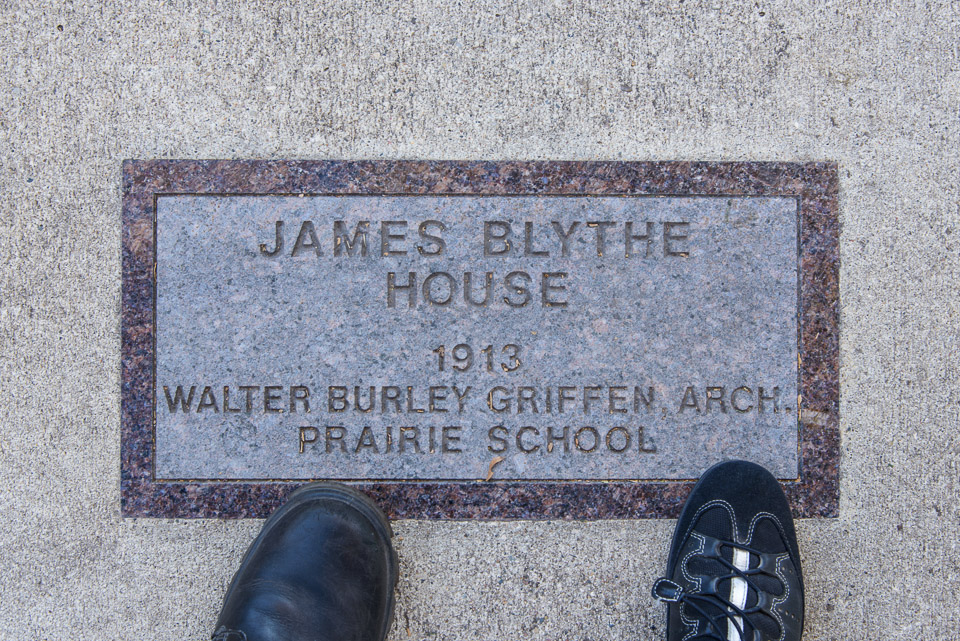 JAMES BLYTHE
HOUSE
1913
WALTER BURLEY GRIFFEN, ARCH.
PRAIRIE SCHOOL